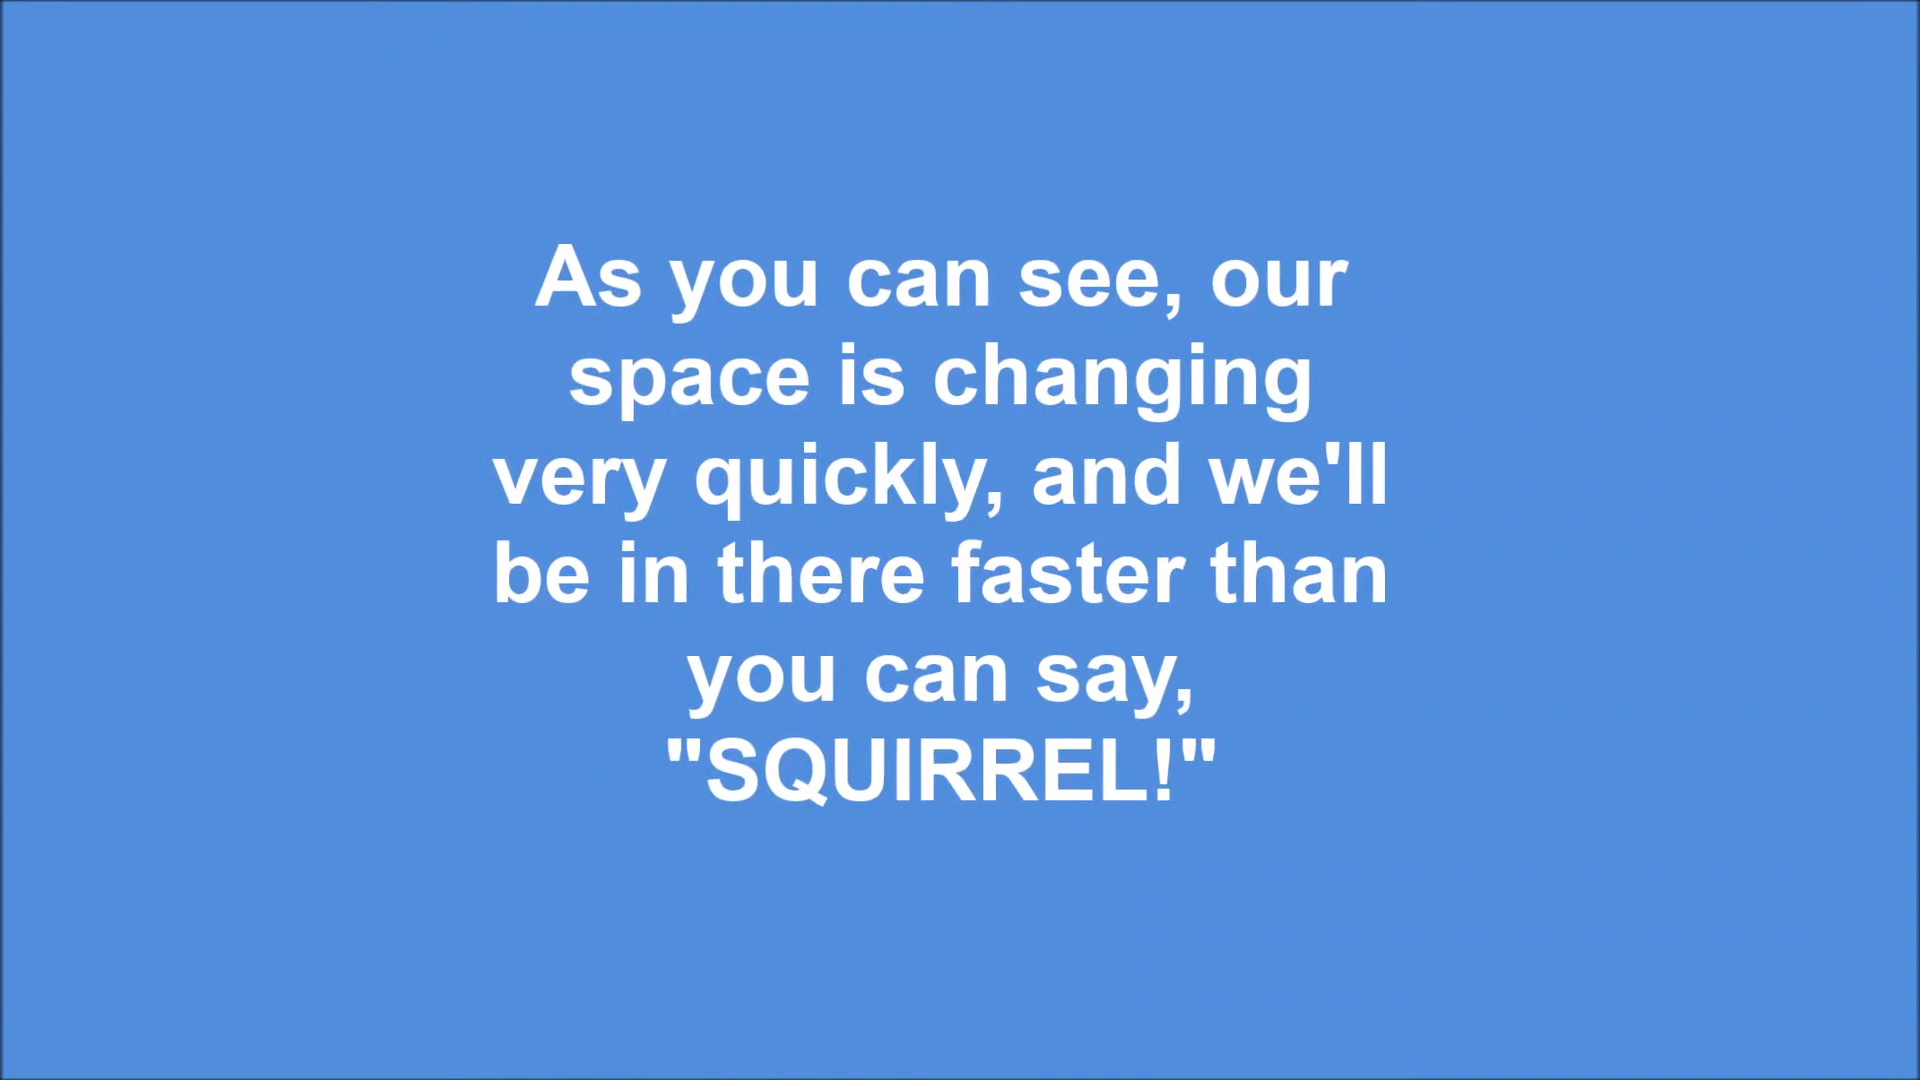 As you can see, our
space is changing
very quickly, and we'll
be in there faster than
you can say,
"SQUIRREL!"